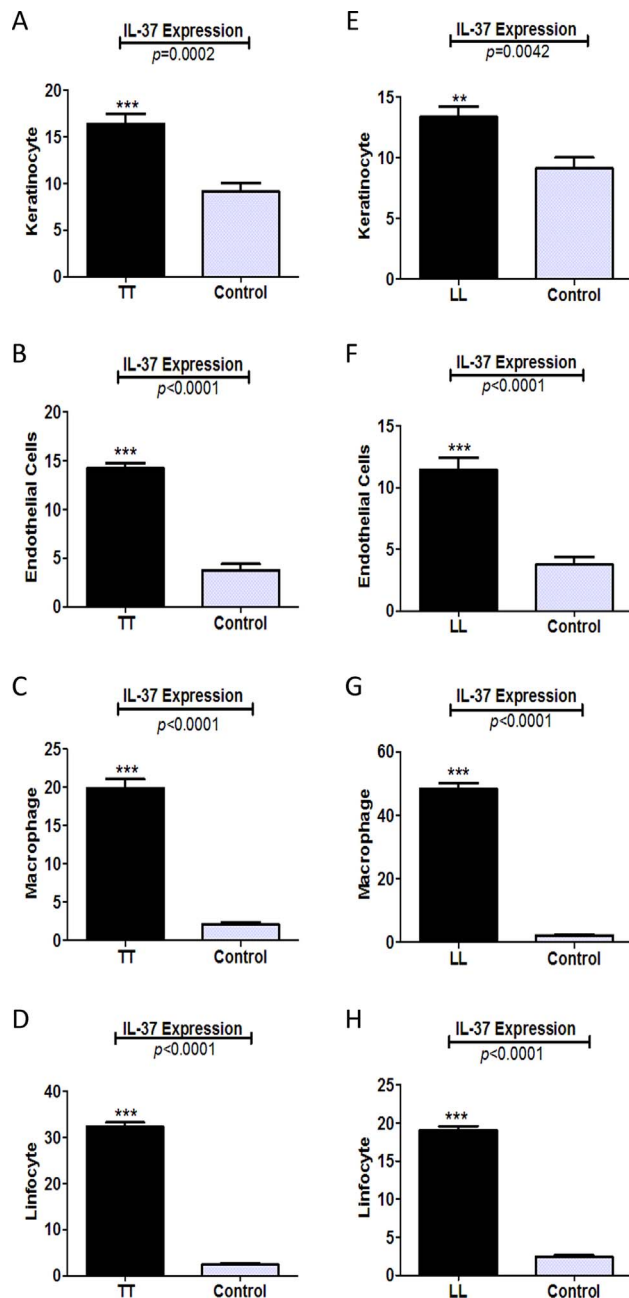 A
IL-37 Expression
p=0.0002
Keratinocyte
20
15
10
5
0
***
TT
Control
E
IL-37 Expression
p=0.0042
Keratinocyte
15
10
5
0
**
LL
Control
B
IL-37 Expression
p<0.0001
Endothelial Cells
20
15
10
5
0
***
TT
Control
F
IL-37 Expression
p<0.0001
Endothelial Cells
15
10
5
0
***
LL
Control
C
IL-37 Expression
p<0.0001
Macrophage
25
20
15
10
5
0
***
TT
Control
G
IL-37 Expression
p<0.0001
Macrophage
60
40
20
0
***
LL
Control
D
IL-37 Expression
p<0.0001
Linfocyte
40
30
20
10
0
***
TT
Control
H
IL-37 Expression
p<0.0001
Linfocyte
25
20
15
10
5
0
***
LL
Control